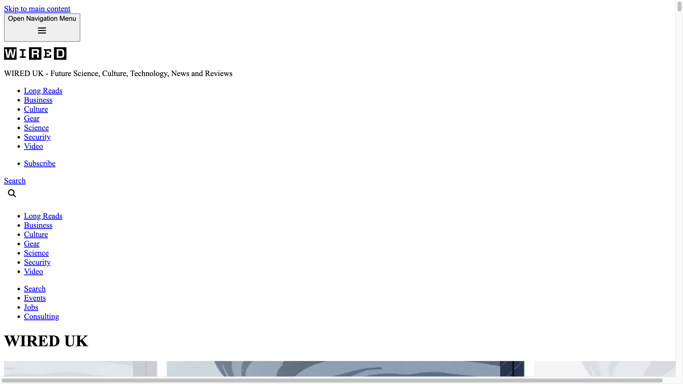 Skip to main content
Open Navigation Menu
WIRED
WIRED UK - Future Science, Culture, Technology, News and Reviews
Long Reads
Business
Culture
Gear
Science
Security
Video
Subscribe
Search
Long Reads
Business
Culture
Gear
Science
Security
Video
Search
Events
Jobs
Consulting
WIRED UK